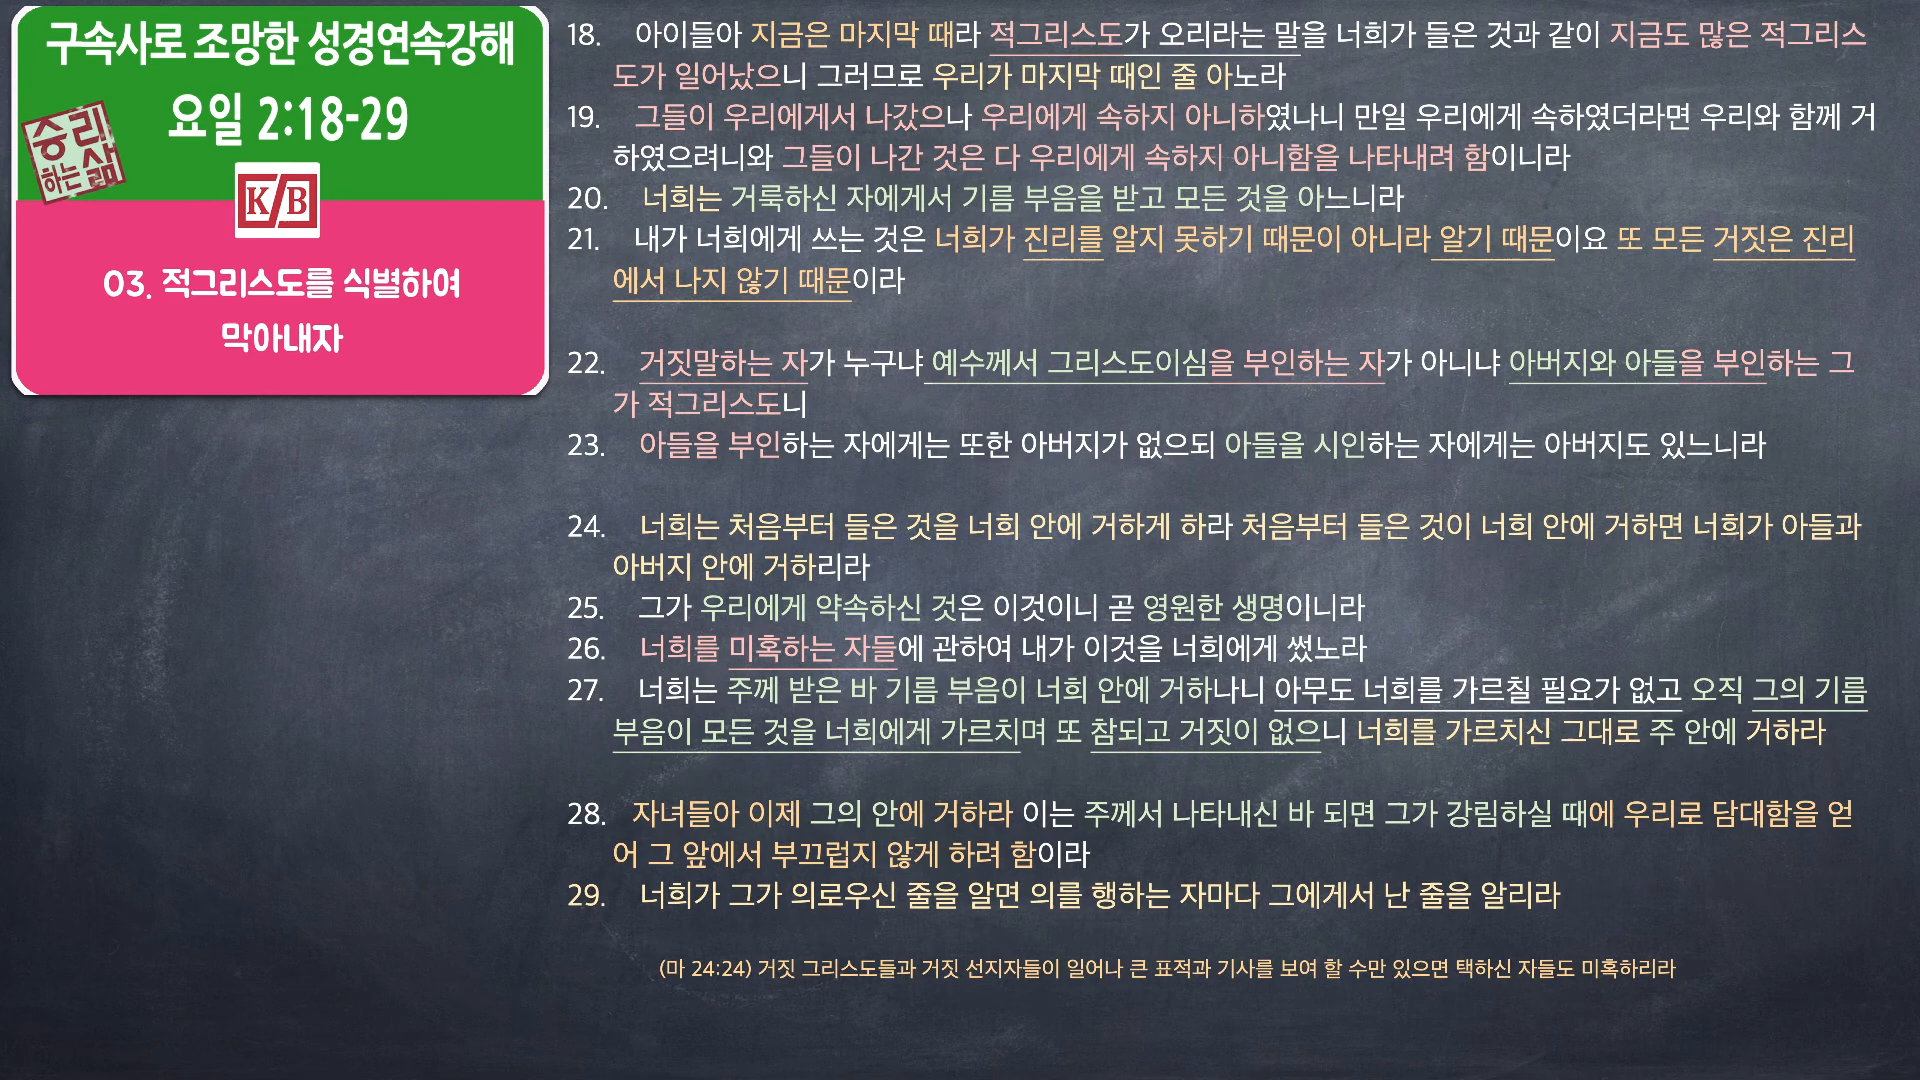 구속사로 조망한 성경연속강해
요일 2:18-29
승리
하는 삶
K/B
03. 적그리스도를 식별하여
막아내자
18. 아이들아 지금은 마지막 때라 적그리스도가 오리라는 말을 너희가 들은 것과 같이 지금도 많은 적그리스
도가 일어났으니 그러므로 우리가 마지막 때인 줄 아노라
19. 그들이 우리에게서 나갔으나 우리에게 속하지 아니하였나니 만일 우리에게 속하였더라면 우리와 함께 거
하였으려니와 그들이 나간 것은 다 우리에게 속하지 아니함을 나타내려 함이니라
20. 너희는 거룩하신 자에게서 기름 부음을 받고 모든 것을 아느니라
21. 내가 너희에게 쓰는 것은 너희가 진리를 알지 못하기 때문이 아니라 알기 때문이요 또 모든 거짓은 진리
에서 나지 않기 때문이라
22. 거짓말하는 자가 누구냐 예수께서 그리스도이심을 부인하는 자가 아니냐 아버지와 아들을 부인하는 그
가 적그리스도니
23. 아들을 부인하는 자에게는 또한 아버지가 없으되 아들을 시인하는 자에게는 아버지도 있느니라
24. 너희는 처음부터 들은 것을 너희 안에 거하게 하라 처음부터 들은 것이 너희 안에 거하면 너희가 아들과
아버지 안에 거하리라
25. 그가 우리에게 약속하신 것은 이것이니 곧 영원한 생명이니라
26. 너희를 미혹하는 자들에 관하여 내가 이것을 너희에게 썼노라
27. 너희는 주께 받은 바 기름 부음이 너희 안에 거하나니 아무도 너희를 가르칠 필요가 없고 오직 그의 기름
부음이 모든 것을 너희에게 가르치며 또 참되고 거짓이 없으니 너희를 가르치신 그대로 주 안에 거하라
28. 자녀들아 이제 그의 안에 거하라 이는 주께서 나타내신 바 되면 그가 강림하실 때에 우리로 담대함을 얻
어 그 앞에서 부끄럽지 않게 하려 함이라
29. 너희가 그가 의로우신 줄을 알면 의를 행하는 자마다 그에게서 난 줄을 알리라
(마 24:24) 거짓 그리스도들과 거짓 선지자들이 일어나 큰 표적과 기사를 보여 할 수만 있으면 택하신 자들도 미혹하리라